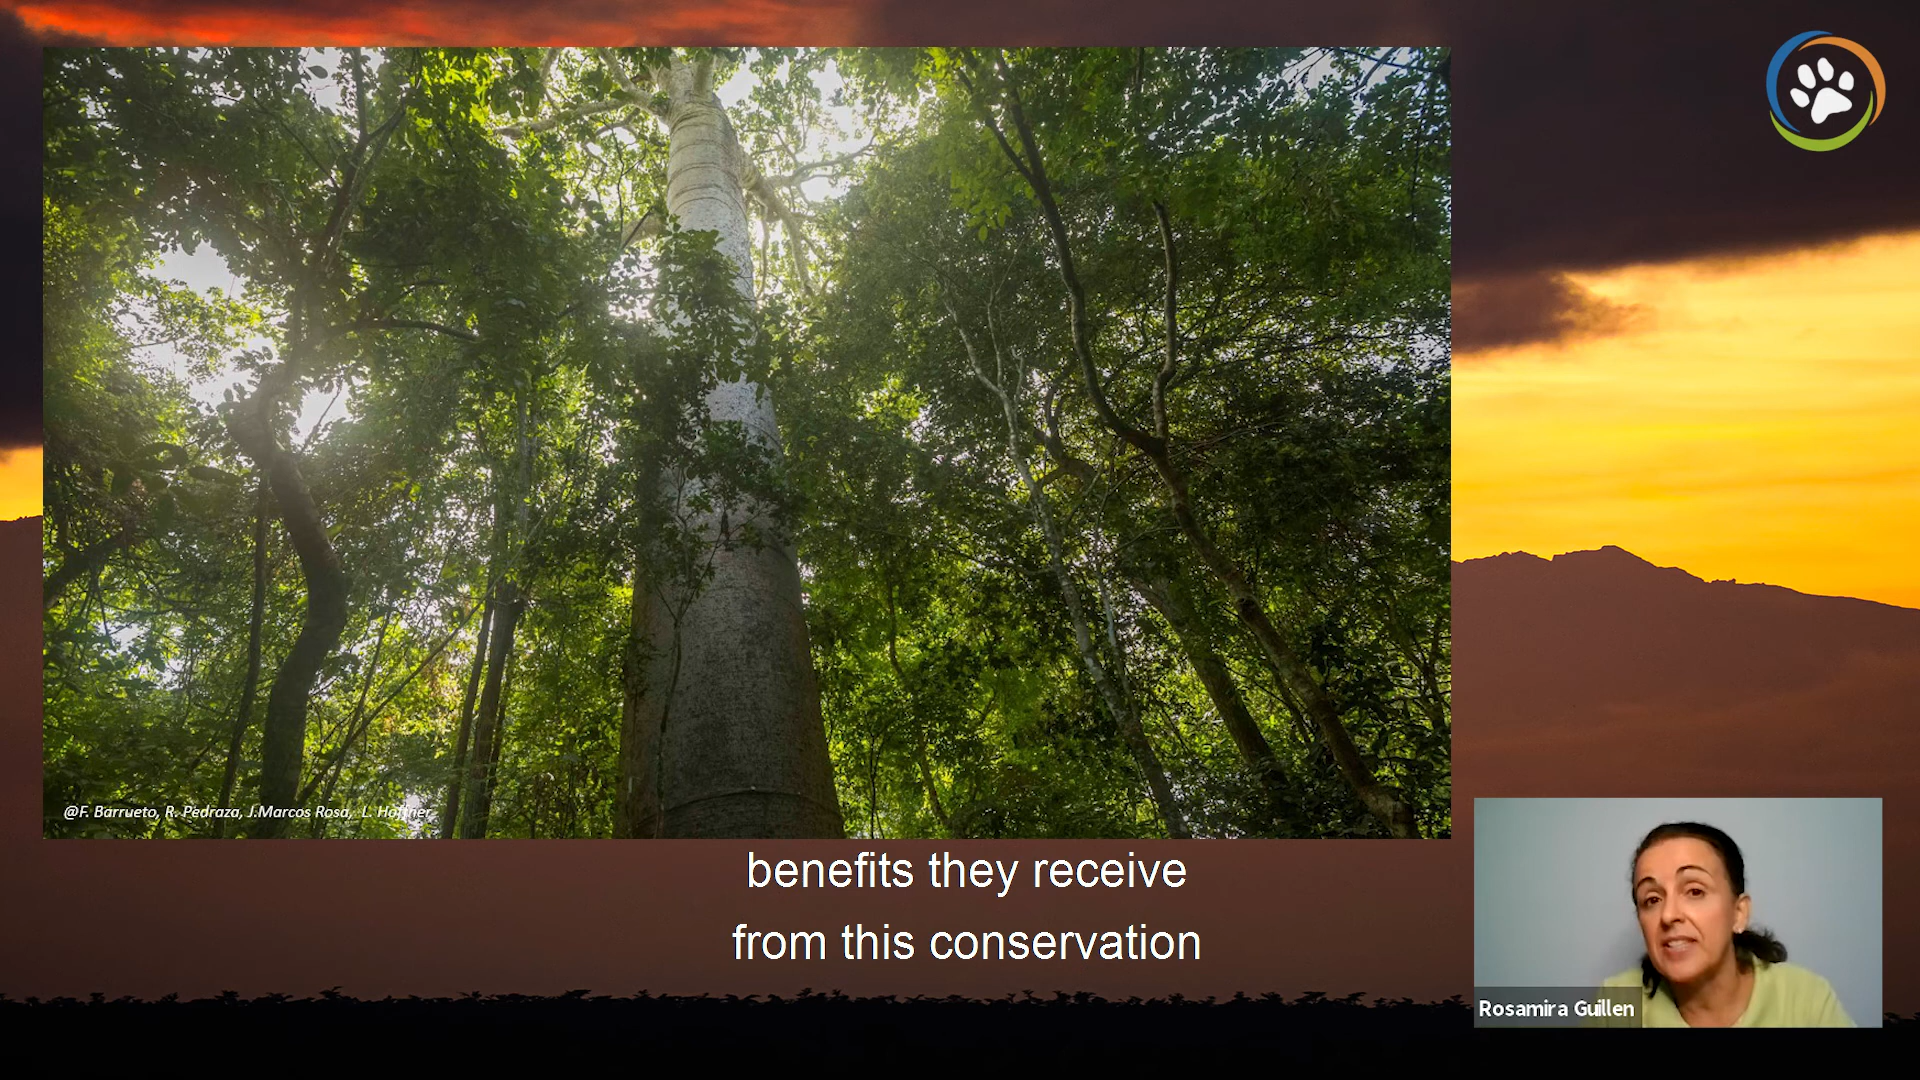 @F. Barrueto, R. Pedraza, J.Marcos Rosa, L. Hoffner
benefits they receive
from this conservation
Rosamira Guillen